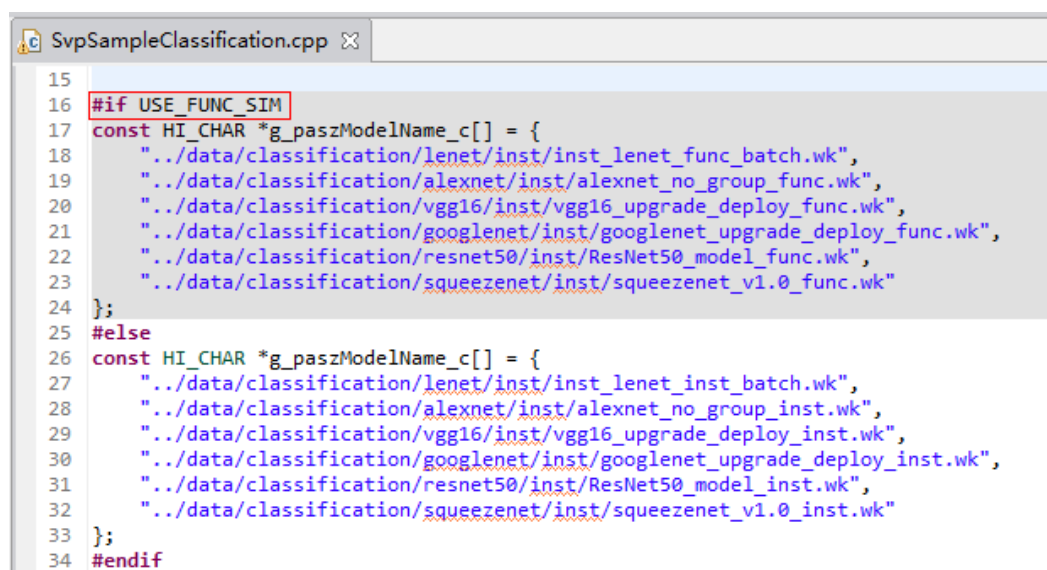 SvpSampleClassification.cpp
15
16 #if USE_FUNC_SIM
17 const HI_CHAR *g_paszModelName_c[] = {
18     "../data/classification/lenet/inst/inst_lenet_func_batch.wk",
19     "../data/classification/alexnet/inst/alexnet_no_group_func.wk",
20     "../data/classification/vgg16/inst/vgg16_upgrade_deploy_func.wk",
21     "../data/classification/googlenet/inst/googlenet_upgrade_deploy_func.wk",
22     "../data/classification/resnet50/inst/ResNet50_model_func.wk",
23     "../data/classification/squeezenet/inst/squeezenet_v1.0_func.wk"
24 };
25 #else
26 const HI_CHAR *g_paszModelName_c[] = {
27     "../data/classification/lenet/inst/inst_lenet_inst_batch.wk",
28     "../data/classification/alexnet/inst/alexnet_no_group_inst.wk",
29     "../data/classification/vgg16/inst/vgg16_upgrade_deploy_inst.wk",
30     "../data/classification/googlenet/inst/googlenet_upgrade_deploy_inst.wk",
31     "../data/classification/resnet50/inst/ResNet50_model_inst.wk",
32     "../data/classification/squeezenet/inst/squeezenet_v1.0_inst.wk"
33 };
34 #endif